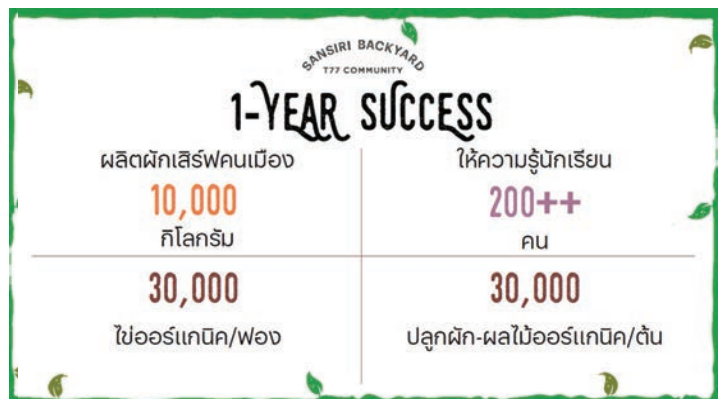 SANSIRI BACKYARD
T77 COMMUNITY
1-YEAR SUCCESS
ผลิตผักเสิร์ฟคนเมือง
10,000
กิโลกรัม
ให้ความรู้นักเรียน
200++
คน
30,000
ไข่ออร์แกนิค/ฟอง
30,000
ปลูกผัก-ผลไม้ออร์แกนิค/ต้น